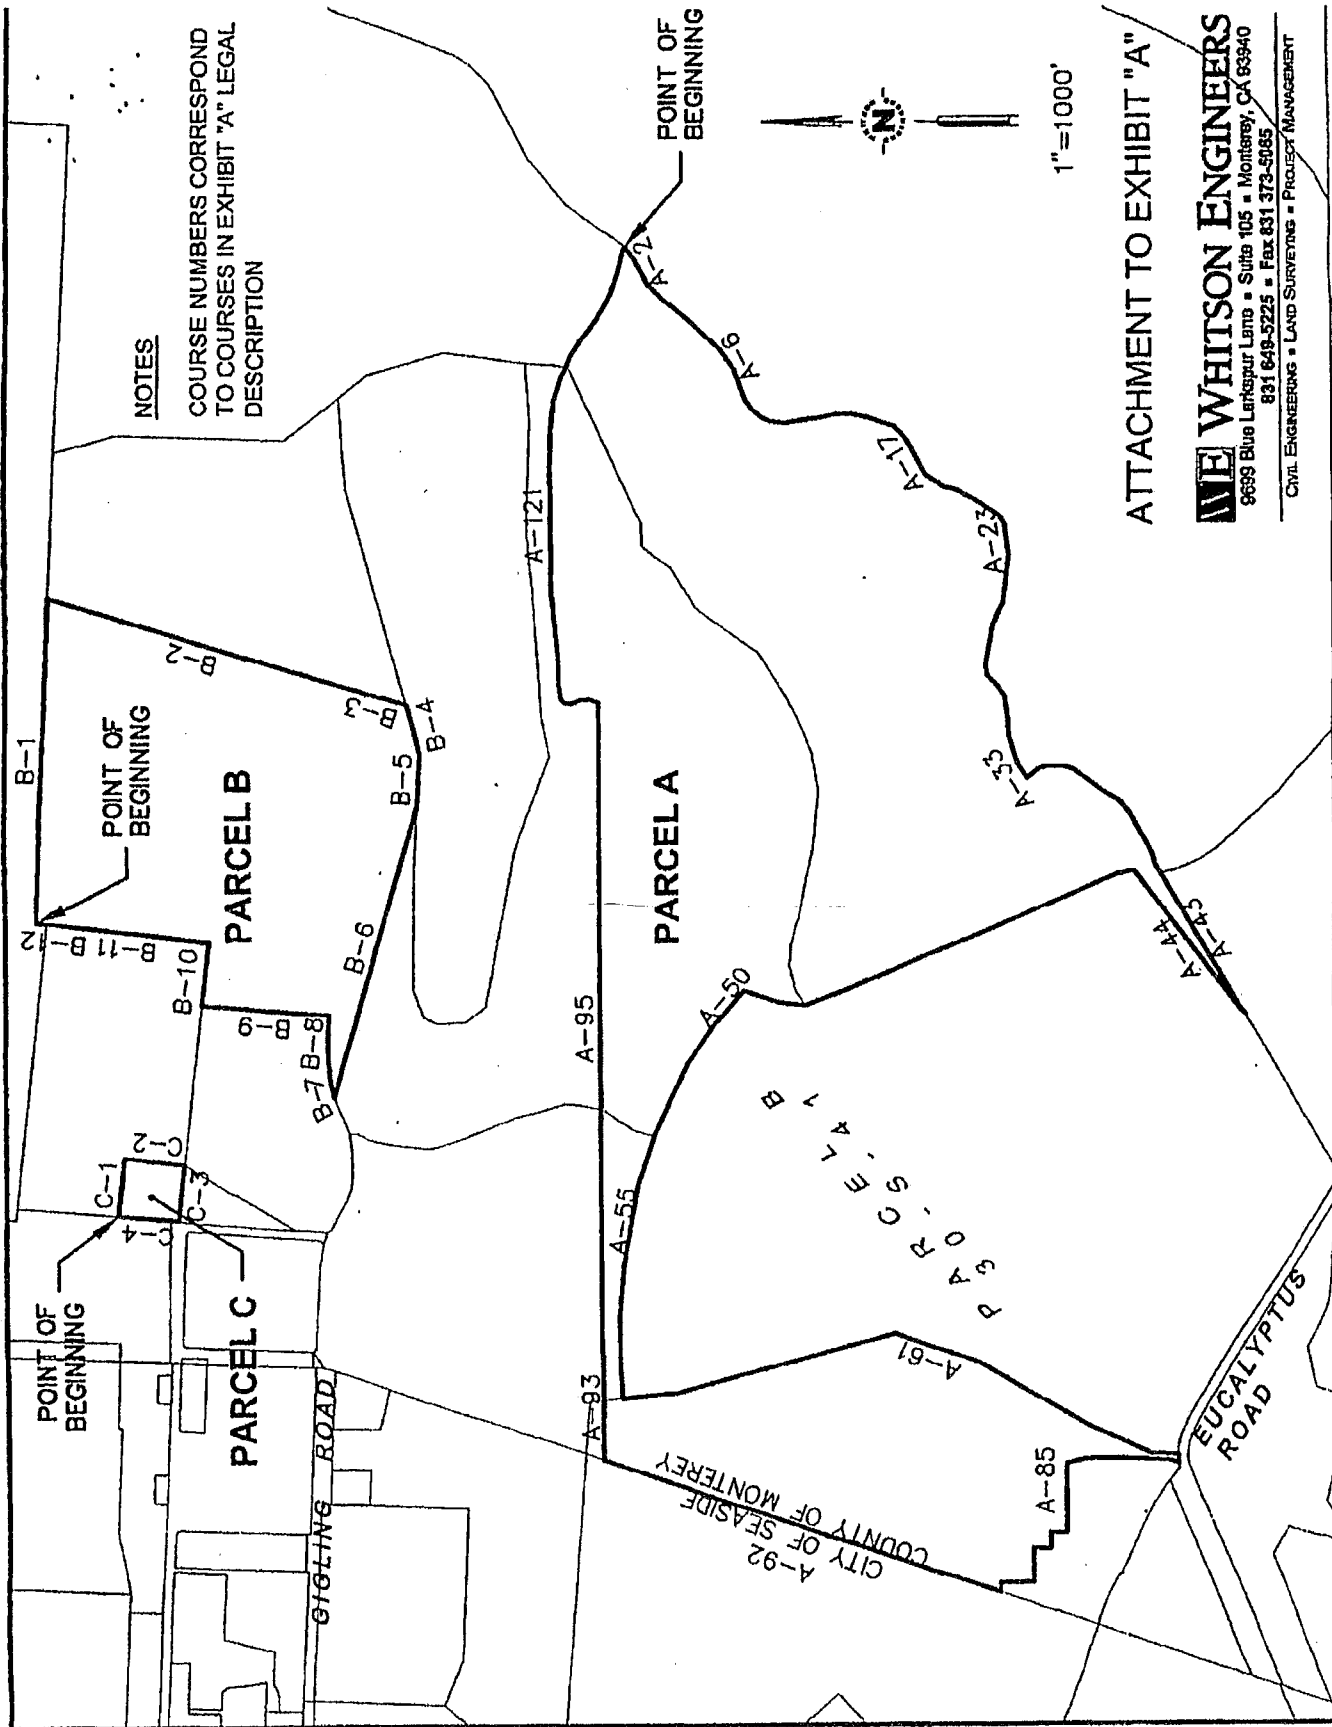 NOTES
COURSE NUMBERS CORRESPOND
TO COURSES IN EXHIBIT "A" LEGAL
DESCRIPTION
POINT OF
BEGINNING
B-1
B-2
B-3
B-4
B-5
B-6
B-7
B-8
B-9
B-10
B-11
B-12
PARCEL B
POINT OF
BEGINNING
C-1
C-2
C-3
C-4
PARCEL C
GIGLING ROAD
POINT OF
BEGINNING
A-2
A-6
A-17
A-23
A-33
A-43
A-44
A-50
A-55
A-61
A-85
A-92
A-93
A-95
A-121
PARCEL A
PARCEL B
30, S. 41
CITY OF SEASIDE
COUNTY OF MONTEREY
EUCALYPTUS
ROAD
N
1"=1000'
ATTACHMENT TO EXHIBIT "A"
WE WHITSON ENGINEERS
9699 Blue Larkspur Lane ▪ Suite 105 ▪ Monterey, CA 93940
831 649-5225 ▪ Fax 831 373-5065
CIVIL ENGINEERING ▪ LAND SURVEYING ▪ PROJECT MANAGEMENT